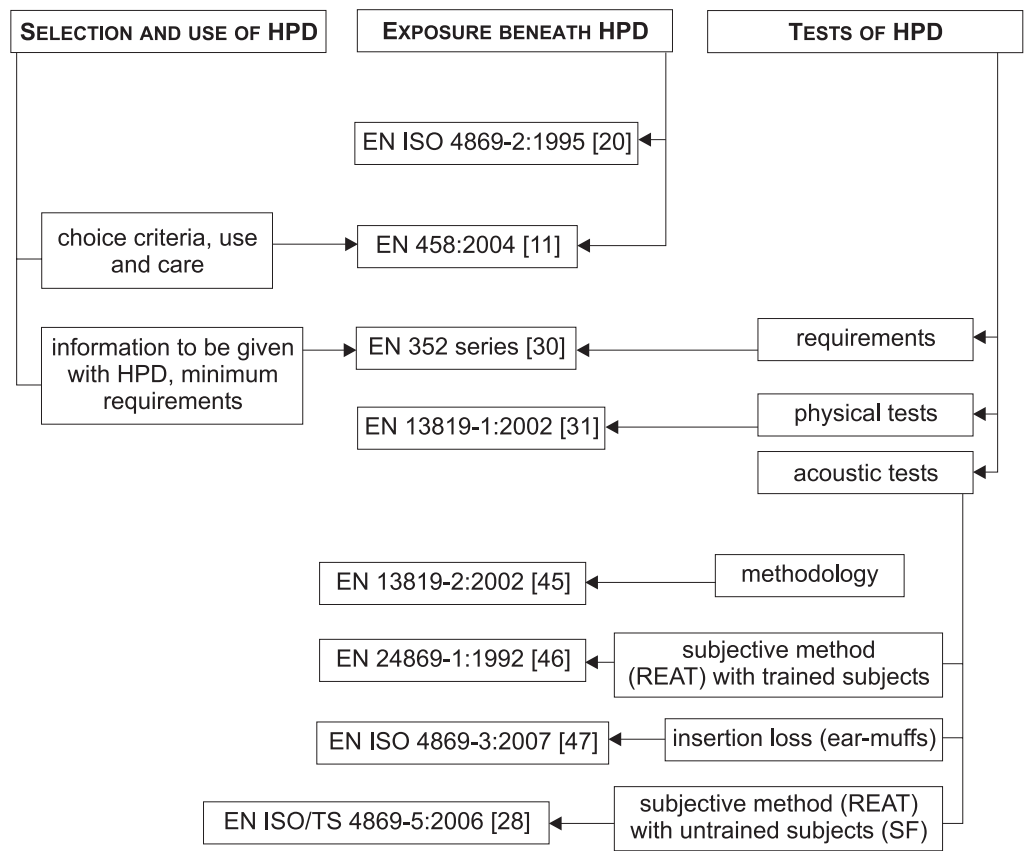 SELECTION AND USE OF HPD
EXPOSURE BENEATH HPD
TESTS OF HPD
EN ISO 4869-2:1995 [20]
choice criteria, use
and care
EN 458:2004 [11]
information to be given
with HPD, minimum
requirements
EN 352 series [30]
requirements
EN 13819-1:2002 [31]
physical tests
acoustic tests
EN 13819-2:2002 [45]
methodology
EN 24869-1:1992 [46]
subjective method
(REAT) with trained subjects
EN ISO 4869-3:2007 [47]
insertion loss (ear-muffs)
EN ISO/TS 4869-5:2006 [28]
subjective method (REAT)
with untrained subjects (SF)